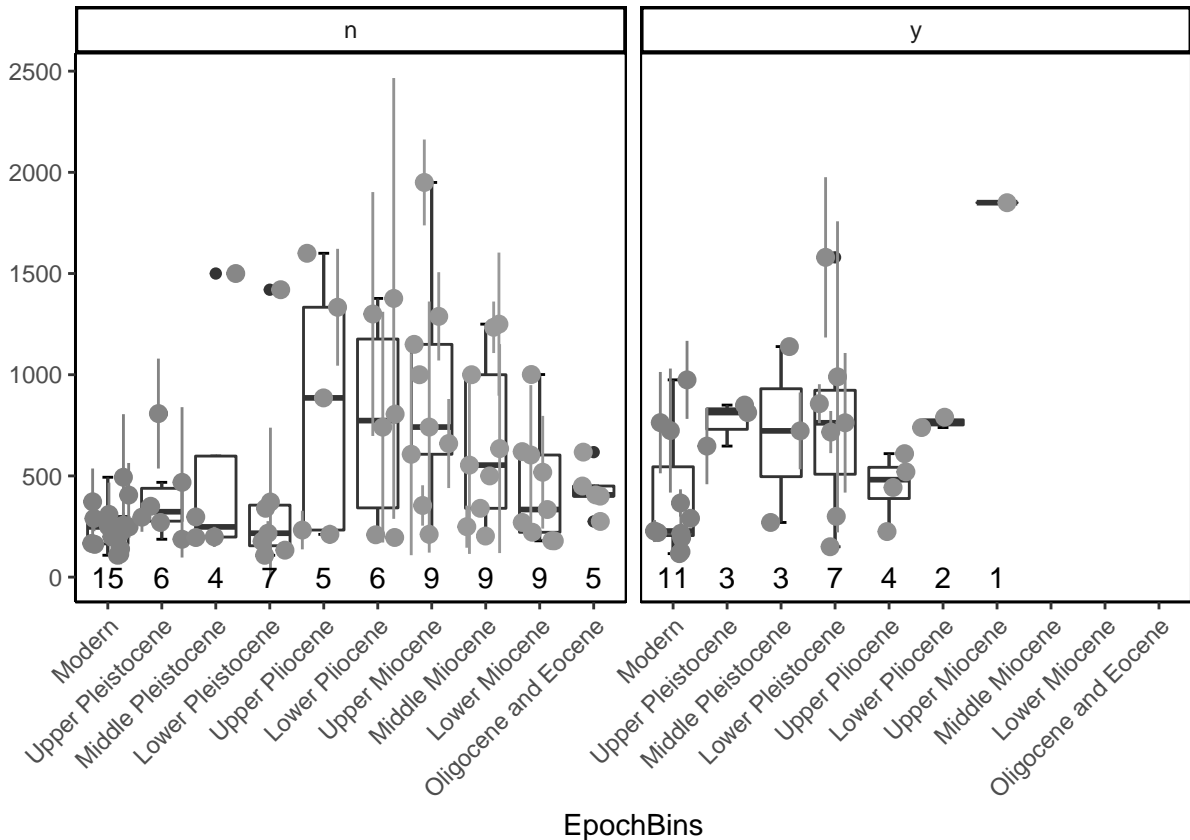 n y
2500
2000
1500
1000
500
0
15 6 4 7 5 6 9 9 9 5 11 3 3 7 4 2 1
Modern
Upper Pleistocene
Middle Pleistocene
Lower Pleistocene
Upper Pliocene
Lower Pliocene
Upper Miocene
Middle Miocene
Lower Miocene
Oligocene and Eocene
Modern
Upper Pleistocene
Middle Pleistocene
Lower Pleistocene
Upper Pliocene
Lower Pliocene
Upper Miocene
Middle Miocene
Lower Miocene
Oligocene and Eocene
EpochBins